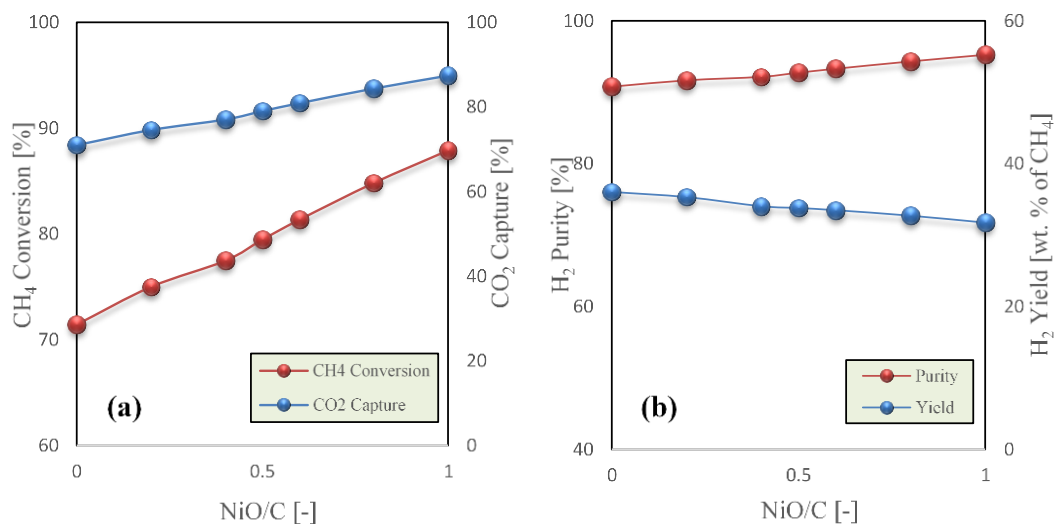 100
90
80
70
60
CH₄ Conversion [%]
100
80
60
40
20
0
CO₂ Capture [%]
CH4 Conversion
CO2 Capture
(a)
0
0.5
1
NiO/C [-]
100
80
60
40
H₂ Purity [%]
60
40
20
0
H₂ Yield [wt. % of CH₄]
Purity
Yield
(b)
0
0.5
1
NiO/C [-]